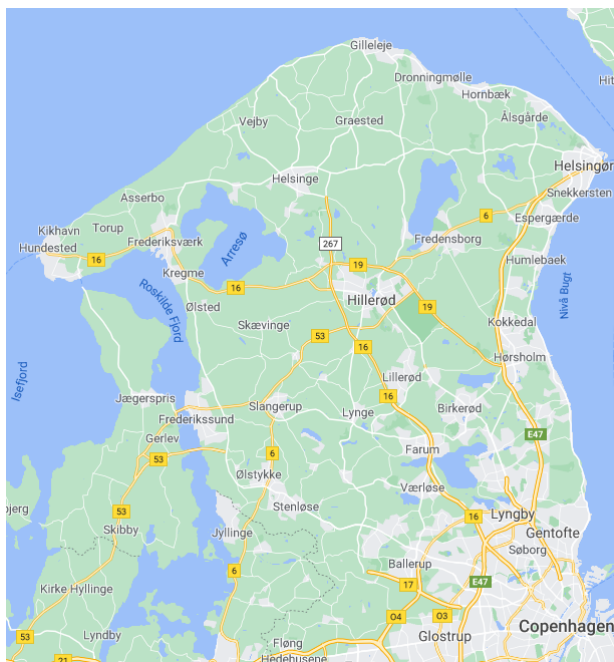 Gilleleje
Dronningmølle
Hornbæk
Ålsgårde
Vejby
Graested
Helsingør
Helsinge
Snekkersten
Asserbo
6
Espergærde
Kikhavn
Torup
Hundested
Frederiksværk
Arresø
267
Fredensborg
16
19
Humlebaek
Kregme
16
Roskilde Fjord
Ølsted
Hillerød
19
Nivå Bugt
Skævinge
53
Kokkedal
16
Hørsholm
Isefjord
Lillerød
Jægerspris
16
Slangerup
Lynge
Birkerød
Frederikssund
E47
Gerlev
6
Farum
53
Ølstykke
Værløse
Stenløse
53
16
Lyngby
Skibby
Jyllinge
Gentofte
Søborg
Ballerup
6
17
E47
Kirke Hyllinge
O4
O3
Copenhagen
53
Lyndby
Glostrup
Fløng
21
Hedehusene